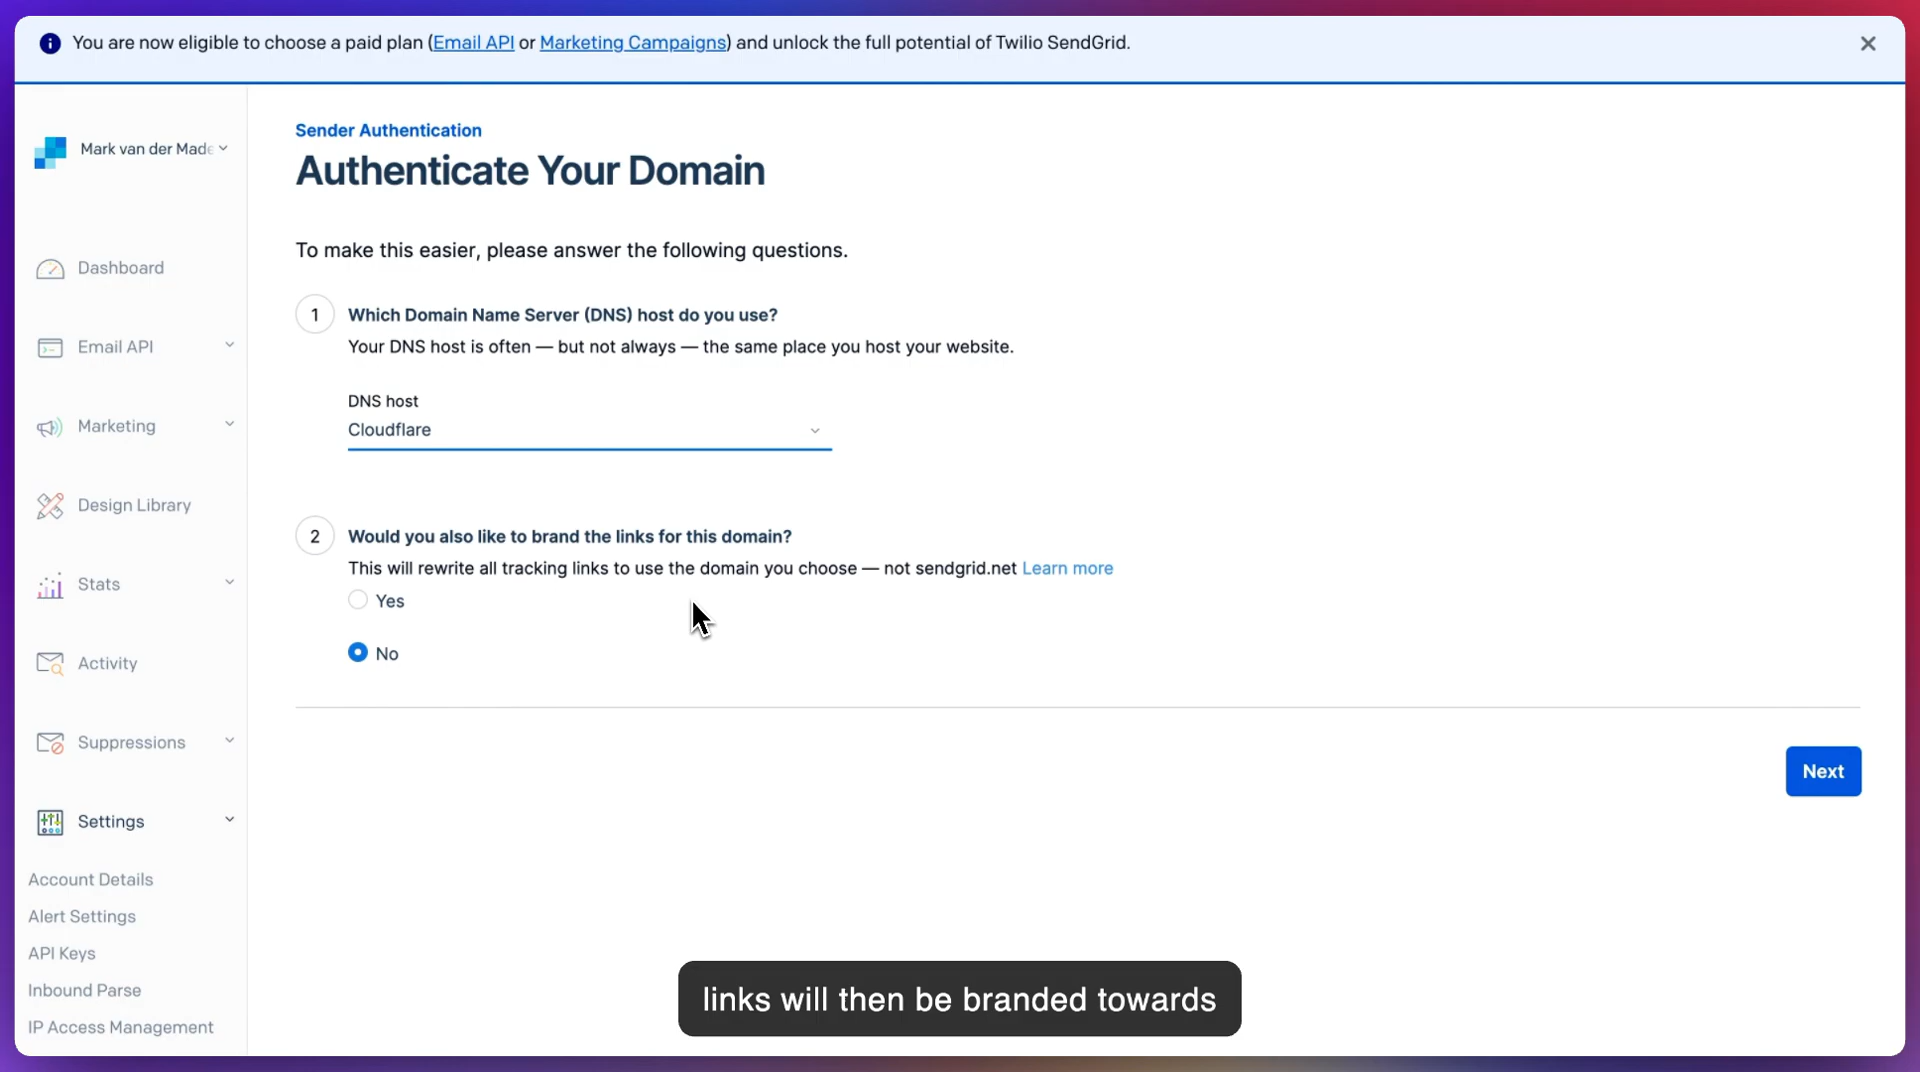 You are now eligible to choose a paid plan (Email API or Marketing Campaigns) and unlock the full potential of Twilio SendGrid.
Mark van der Made
Dashboard
Email API
Marketing
Design Library
Stats
Activity
Suppressions
Settings
Account Details
Alert Settings
API Keys
Inbound Parse
IP Access Management
Sender Authentication
Authenticate Your Domain
To make this easier, please answer the following questions.
1 Which Domain Name Server (DNS) host do you use?
Your DNS host is often — but not always — the same place you host your website.
DNS host
Cloudflare
2 Would you also like to brand the links for this domain?
This will rewrite all tracking links to use the domain you choose — not sendgrid.net Learn more
Yes
No
Next
links will then be branded towards